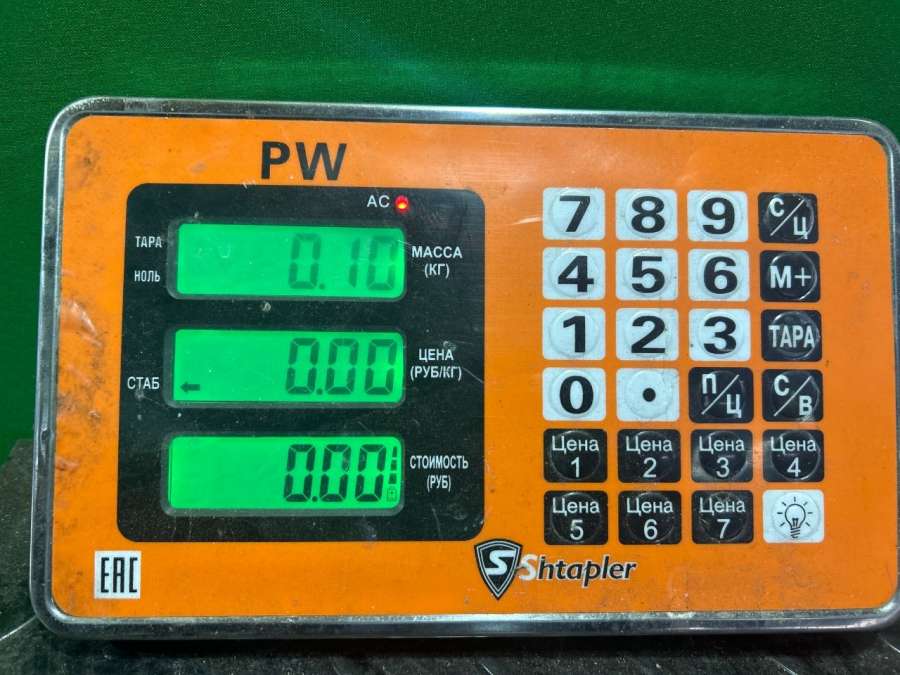 PW
AC
ТАРА
НОЛЬ
0.10
МАССА
(КГ)
СТАБ
0.00
ЦЕНА
(РУБ/КГ)
0.00
СТОИМОСТЬ
(РУБ)
7 8 9 С/Ц
4 5 6 М+
1 2 3 ТАРА
0 . П/Ц С/В
Цена 1 Цена 2 Цена 3 Цена 4
Цена 5 Цена 6 Цена 7
EAC
S Shtapler